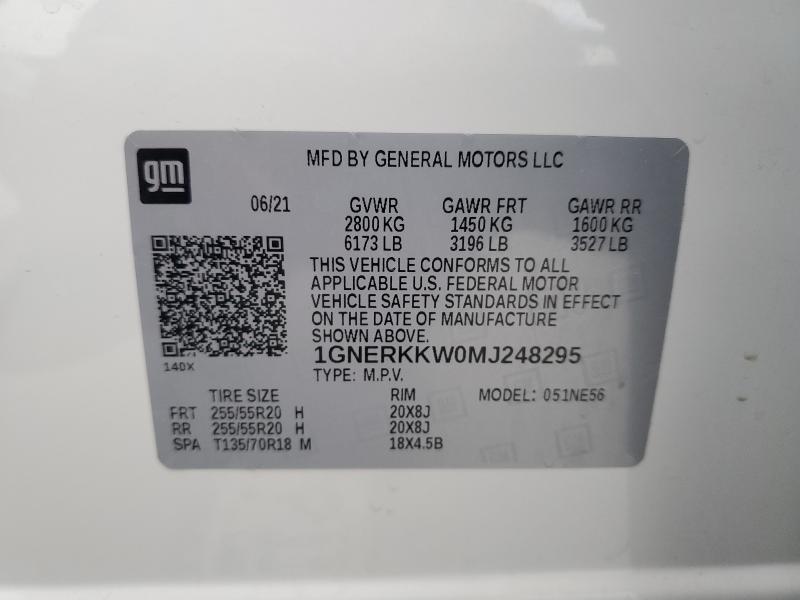 gm
MFD BY GENERAL MOTORS LLC
06/21 GVWR GAWR FRT GAWR RR
2800 KG 1450 KG 1600 KG
6173 LB 3196 LB 3527 LB
THIS VEHICLE CONFORMS TO ALL
APPLICABLE U.S. FEDERAL MOTOR
VEHICLE SAFETY STANDARDS IN EFFECT
ON THE DATE OF MANUFACTURE
SHOWN ABOVE.
1GNERKKW0MJ248295
14DX
TYPE: M.P.V.
TIRE SIZE RIM MODEL: 051NE56
FRT 255/55R20 H 20X8J
RR 255/55R20 H 20X8J
SPA T135/70R18 M 18X4.5B